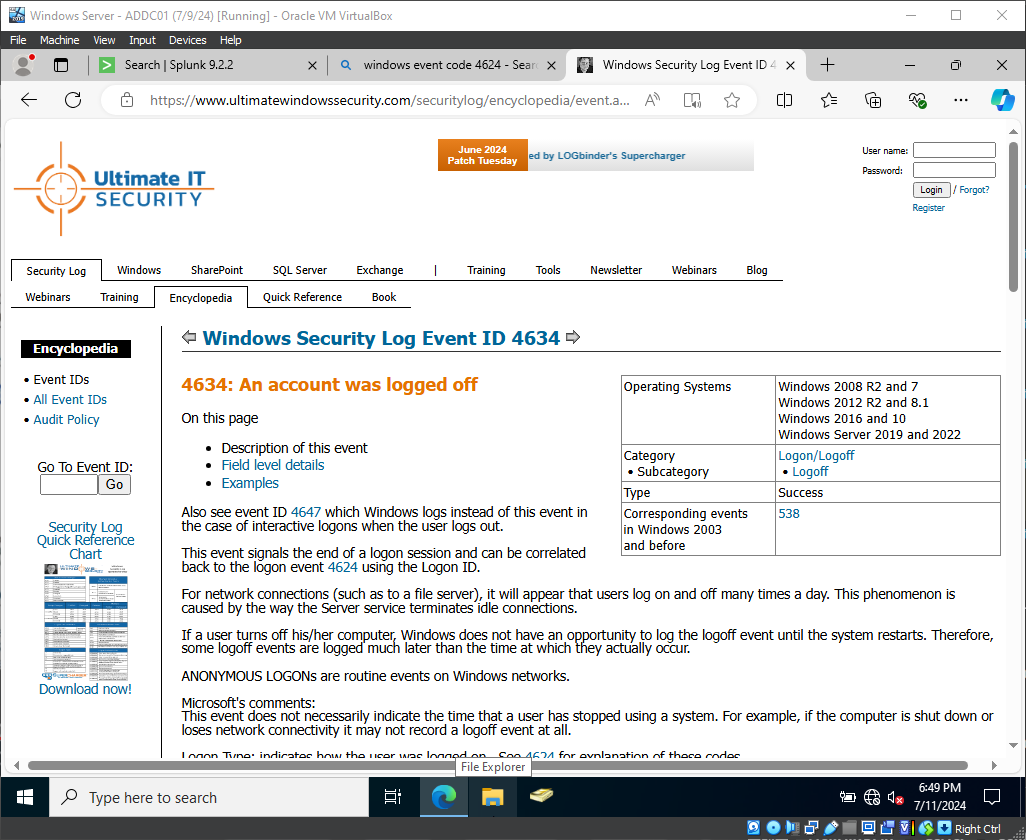 Windows Server - ADDC01 (7/9/24) [Running] - Oracle VM VirtualBox
File Machine View Input Devices Help
Search | Splunk 9.2.2
windows event code 4624 - Sear
Windows Security Log Event ID 4
https://www.ultimatewindowssecurity.com/securitylog/encyclopedia/event.a...
Ultimate IT
SECURITY
June 2024
Patch Tuesday
ed by LOGbinder's Supercharger
User name:
Password:
Login / Forgot?
Register
Security Log Windows SharePoint SQL Server Exchange | Training Tools Newsletter Webinars Blog
Webinars Training Encyclopedia Quick Reference Book
Encyclopedia
• Event IDs
• All Event IDs
• Audit Policy
Go To Event ID:
Go
Security Log
Quick Reference
Chart
Download now!
Windows Security Log Event ID 4634
4634: An account was logged off
On this page
• Description of this event
• Field level details
• Examples
Operating Systems
Windows 2008 R2 and 7
Windows 2012 R2 and 8.1
Windows 2016 and 10
Windows Server 2019 and 2022
Category
• Subcategory
Logon/Logoff
• Logoff
Type
Success
Corresponding events
in Windows 2003
and before
538
Also see event ID 4647 which Windows logs instead of this event in
the case of interactive logons when the user logs out.
This event signals the end of a logon session and can be correlated
back to the logon event 4624 using the Logon ID.
For network connections (such as to a file server), it will appear that users log on and off many times a day. This phenomenon is
caused by the way the Server service terminates idle connections.
If a user turns off his/her computer, Windows does not have an opportunity to log the logoff event until the system restarts. Therefore,
some logoff events are logged much later than the time at which they actually occur.
ANONYMOUS LOGONs are routine events on Windows networks.
Microsoft's comments:
This event does not necessarily indicate the time that a user has stopped using a system. For example, if the computer is shut down or
loses network connectivity it may not record a logoff event at all.
Logon Type: indicates how the user was logged on. See 4624 for explanation of these codes.
File Explorer
Type here to search
6:49 PM
7/11/2024
Right Ctrl